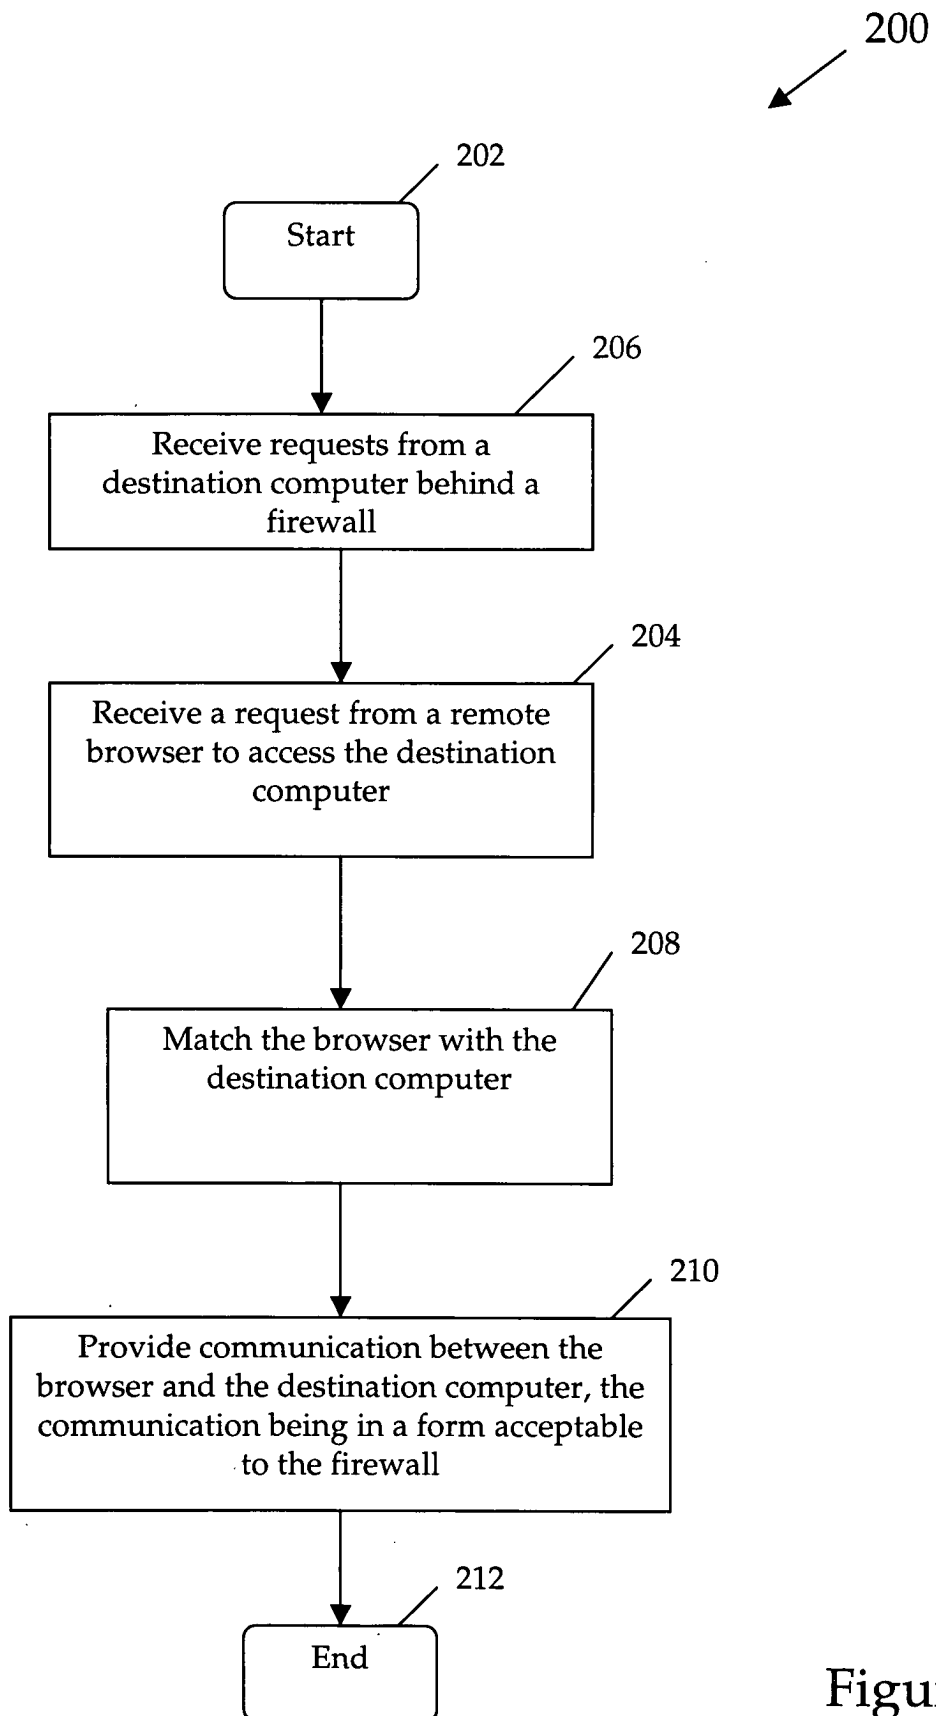 200
202
Start
206
Receive requests from a
destination computer behind a
firewall
204
Receive a request from a remote
browser to access the destination
computer
208
Match the browser with the
destination computer
210
Provide communication between the
browser and the destination computer, the
communication being in a form acceptable
to the firewall
212
End